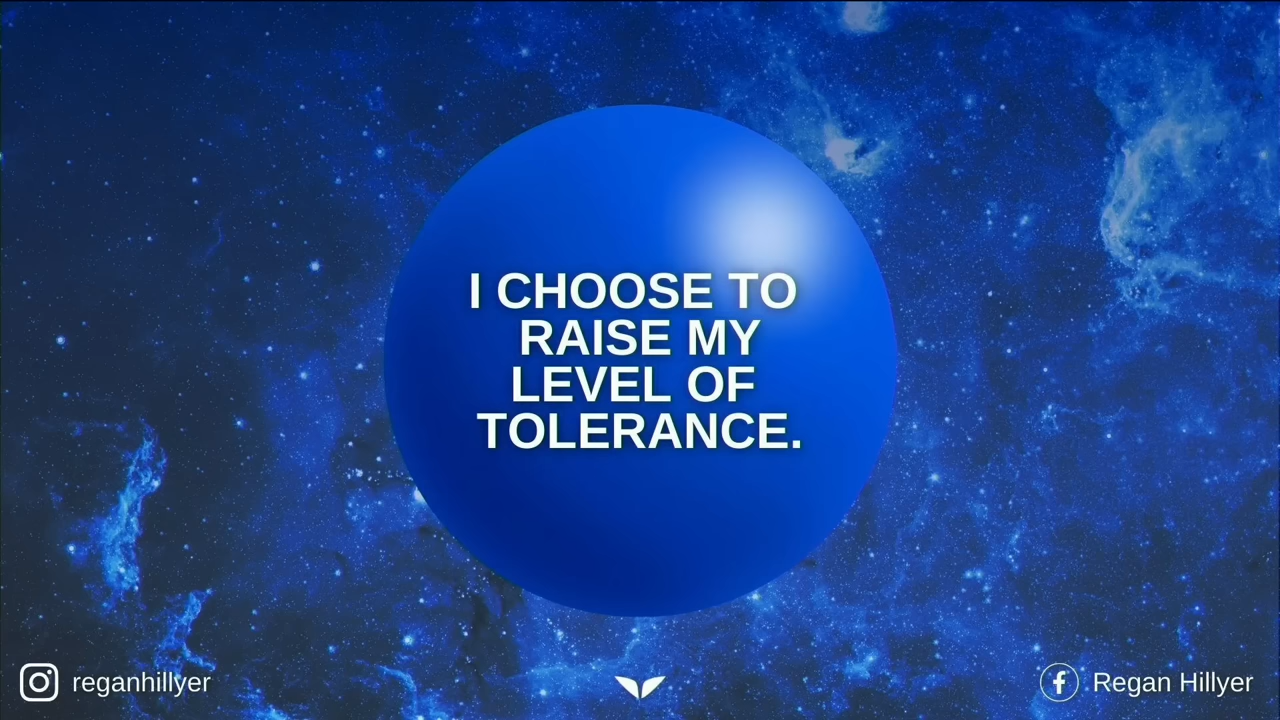 I CHOOSE TO
RAISE MY
LEVEL OF
TOLERANCE.
reganhillyer
Regan Hillyer